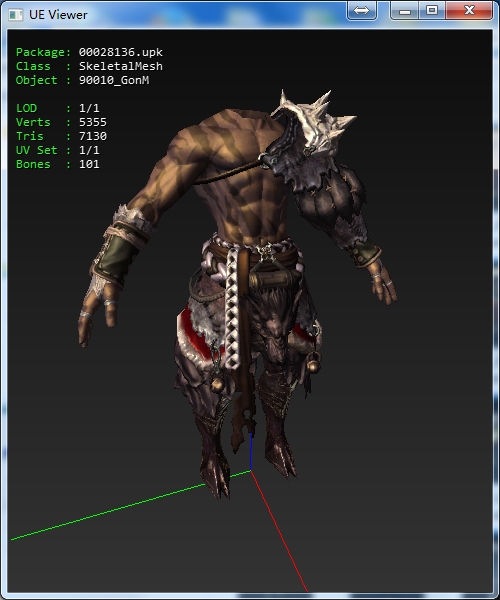 UE Viewer
Package: 00028136.upk
Class : SkeletalMesh
Object : 90010_GonM
LOD : 1/1
Verts : 5355
Tris : 7130
UV Set : 1/1
Bones : 101